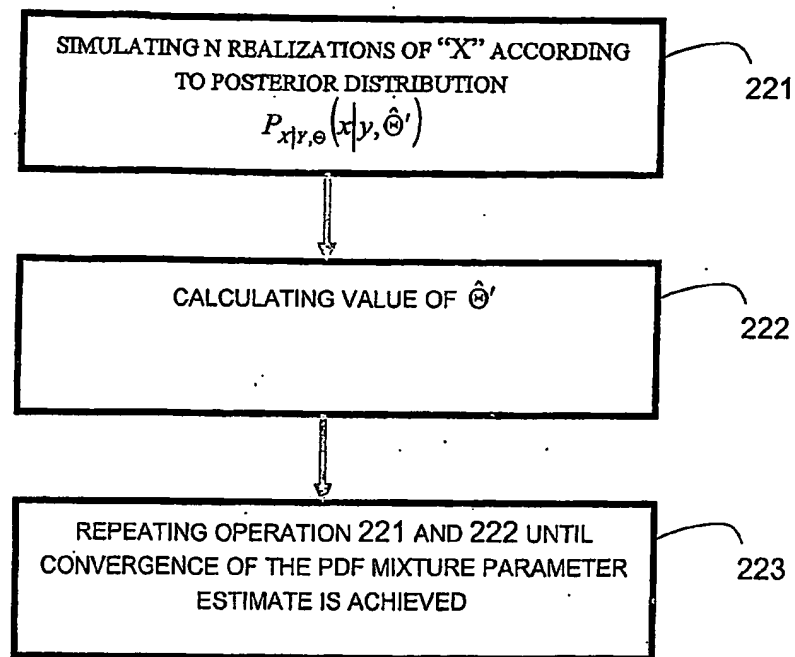 SIMULATING N REALIZATIONS OF “X” ACCORDING
TO POSTERIOR DISTRIBUTION
P_{X|Y,Θ}(x|y, Θ̂′)
221
CALCULATING VALUE OF Θ̂′
222
REPEATING OPERATION 221 AND 222 UNTIL
CONVERGENCE OF THE PDF MIXTURE PARAMETER
ESTIMATE IS ACHIEVED
223